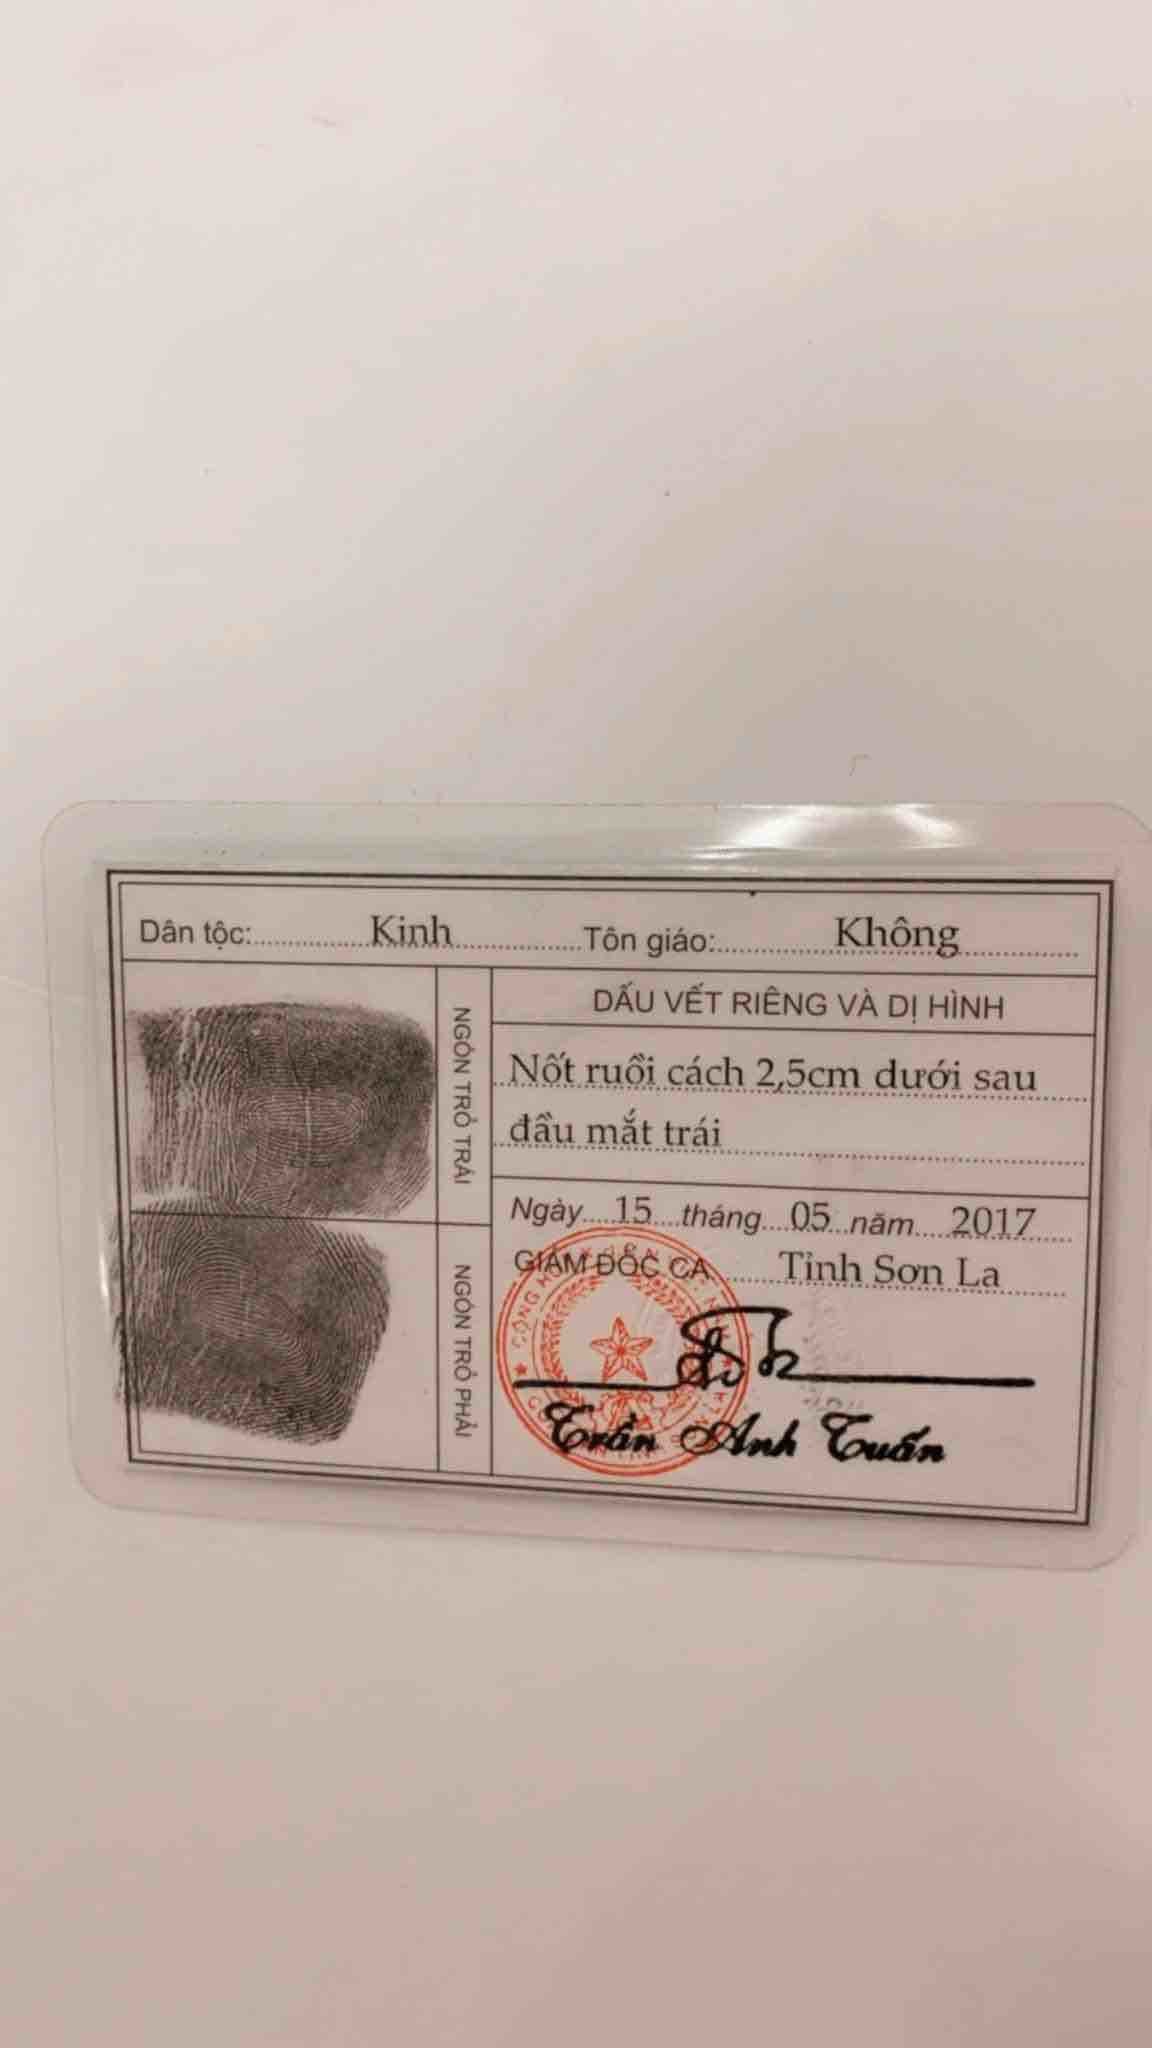 Dân tộc: Kinh Tôn giáo: Không
NGÓN TRỎ TRÁI
NGÓN TRỎ PHẢI
DẤU VẾT RIÊNG VÀ DỊ HÌNH
Nốt ruồi cách 2,5cm dưới sau
đầu mắt trái
Ngày 15 tháng 05 năm 2017
GIÁM ĐỐC CA Tỉnh Sơn La
Trần Anh Tuấn